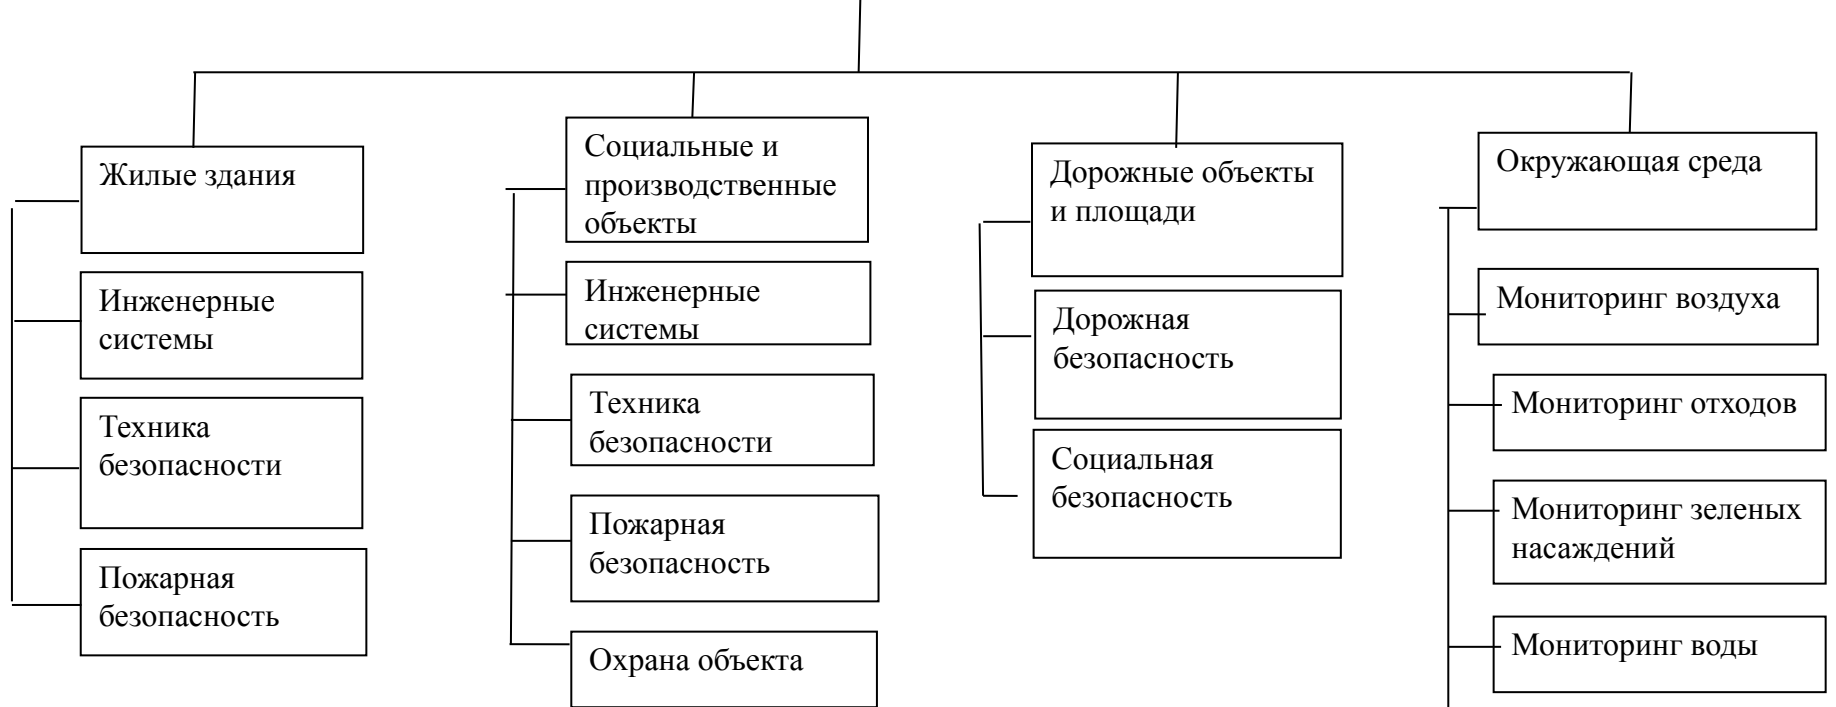 Жилые здания
Инженерные
системы
Техника
безопасности
Пожарная
безопасность
Социальные и
производственные
объекты
Инженерные
системы
Техника
безопасности
Пожарная
безопасность
Охрана объекта
Дорожные объекты
и площади
Дорожная
безопасность
Социальная
безопасность
Окружающая среда
Мониторинг воздуха
Мониторинг отходов
Мониторинг зеленых
насаждений
Мониторинг воды